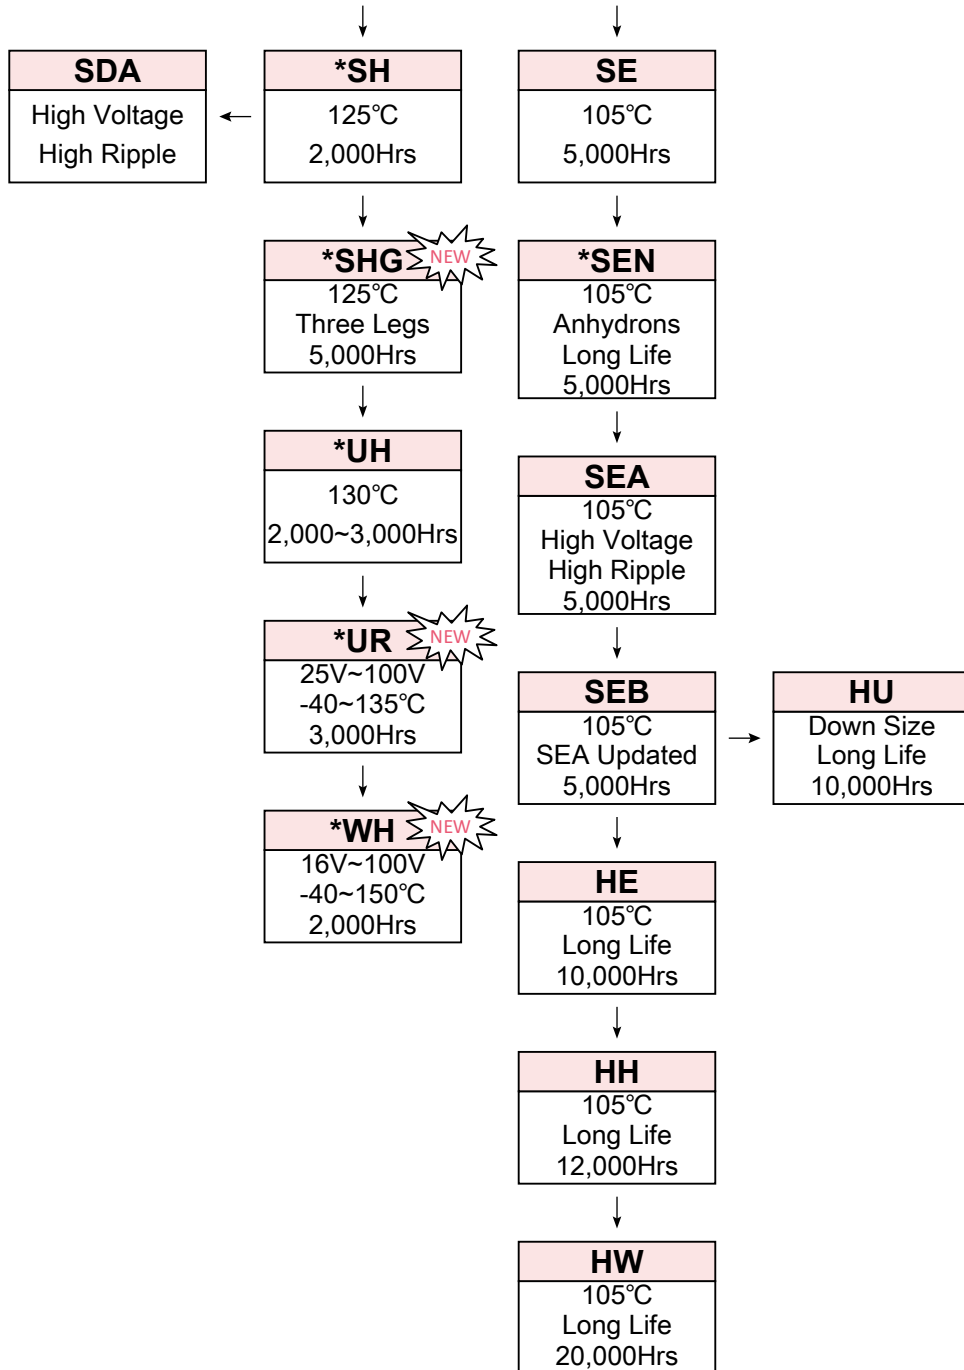 SDA
High Voltage
High Ripple
*SH
125℃
2,000Hrs
*SHG
NEW
125℃
Three Legs
5,000Hrs
*UH
130℃
2,000~3,000Hrs
*UR
NEW
25V~100V
-40~135℃
3,000Hrs
*WH
NEW
16V~100V
-40~150℃
2,000Hrs
SE
105℃
5,000Hrs
*SEN
105℃
Anhydrons
Long Life
5,000Hrs
SEA
105℃
High Voltage
High Ripple
5,000Hrs
SEB
105℃
SEA Updated
5,000Hrs
HU
Down Size
Long Life
10,000Hrs
HE
105℃
Long Life
10,000Hrs
HH
105℃
Long Life
12,000Hrs
HW
105℃
Long Life
20,000Hrs